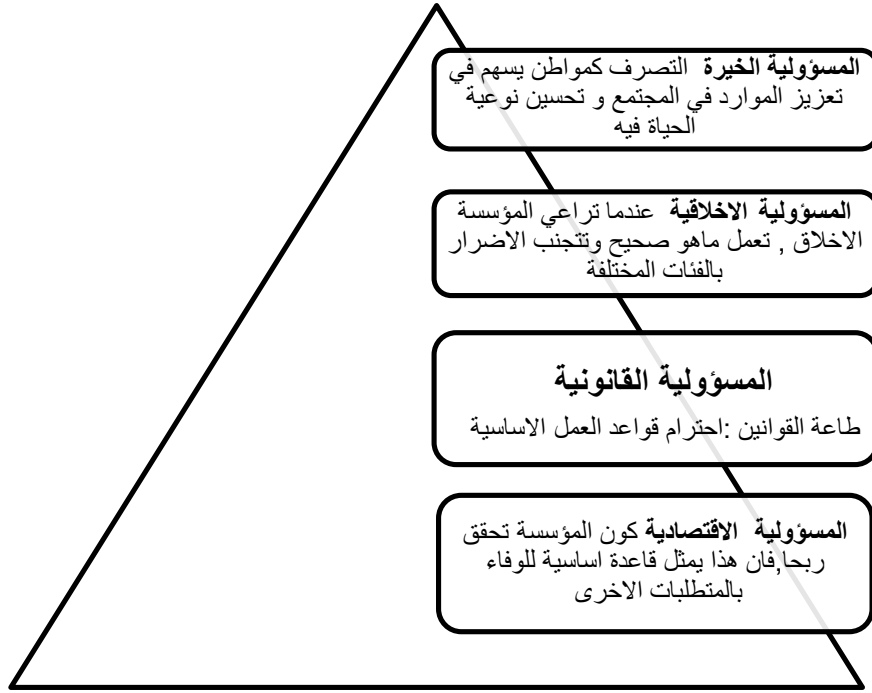 المسؤولية الخيرة التصرف كمواطن يسهم في
تعزيز الموارد في المجتمع و تحسين نوعية
الحياة فيه
المسؤولية الاخلاقية عندما تراعي المؤسسة
الاخلاق , تعمل ماهو صحيح وتتجنب الاضرار
بالفئات المختلفة
المسؤولية القانونية
طاعة القوانين :احترام قواعد العمل الاساسية
المسؤولية الاقتصادية كون المؤسسة تحقق
ربحا,فان هذا يمثل قاعدة اساسية للوفاء
بالمتطلبات الاخرى